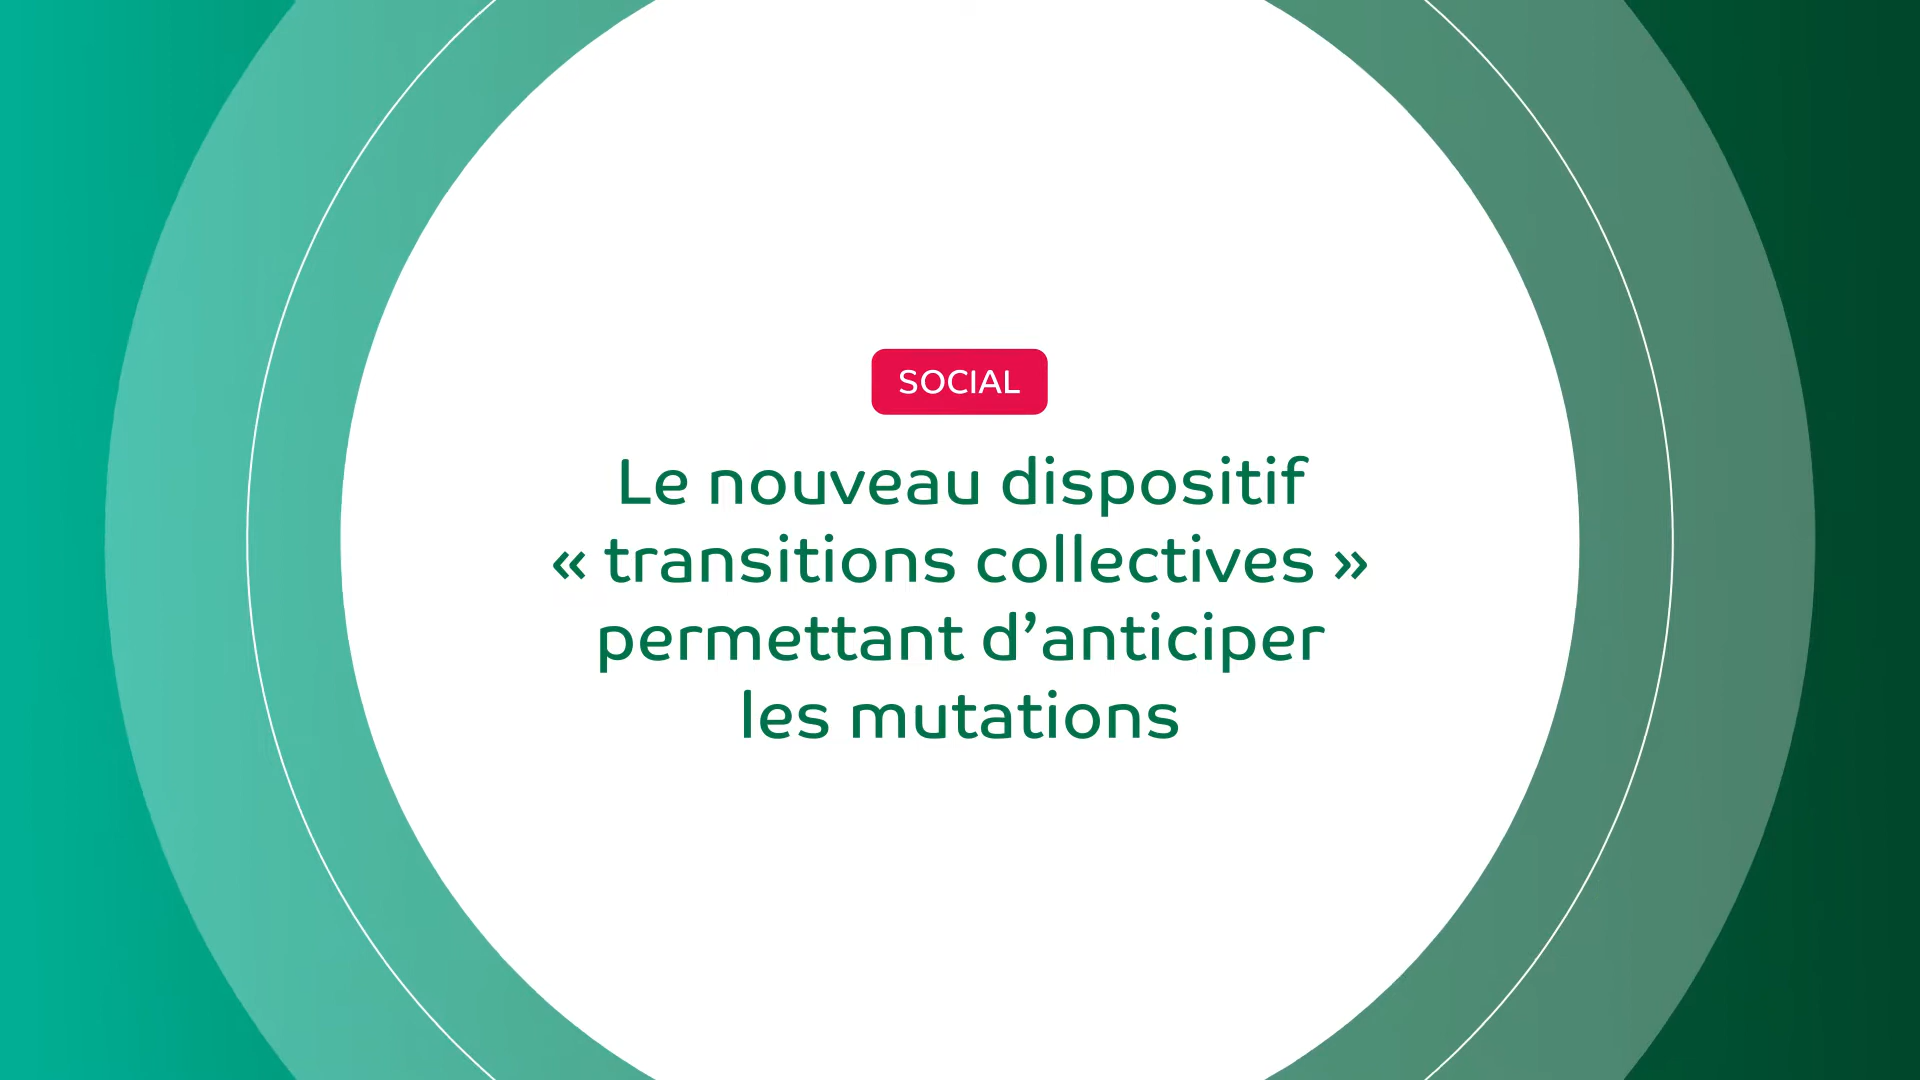 SOCIAL
Le nouveau dispositif
« transitions collectives »
permettant d’anticiper
les mutations